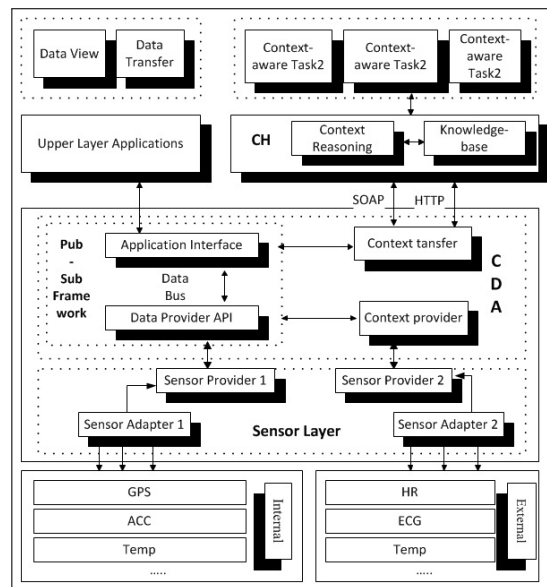 Data View
Data
Transfer
Context-
aware Task2
Context-
aware Task2
Context-
aware Task2
Upper Layer Applications
CH
Context
Reasoning
Knowledge-
base
SOAP
HTTP
Pub
-
Sub
Frame
work
Application Interface
Context tansfer
C
D
A
Data
Bus
Data Provider API
Context provider
Sensor Provider 1
Sensor Provider 2
Sensor Adapter 1
Sensor Adapter 2
Sensor Layer
GPS
ACC
Temp
.....
Internal
HR
ECG
Temp
.....
External